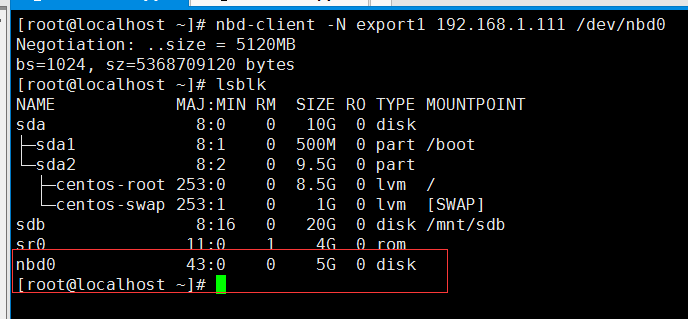 [root@localhost ~]# nbd-client -N export1 192.168.1.111 /dev/nbd0
Negotiation: ..size = 5120MB
bs=1024, sz=5368709120 bytes
[root@localhost ~]# lsblk
NAME            MAJ:MIN RM  SIZE RO TYPE MOUNTPOINT
sda               8:0    0   10G  0 disk
├─sda1            8:1    0  500M  0 part /boot
└─sda2            8:2    0  9.5G  0 part
  ├─centos-root 253:0    0  8.5G  0 lvm  /
  └─centos-swap 253:1    0    1G  0 lvm  [SWAP]
sdb               8:16   0   20G  0 disk /mnt/sdb
sr0              11:0    1    4G  0 rom
nbd0             43:0    0    5G  0 disk
[root@localhost ~]#